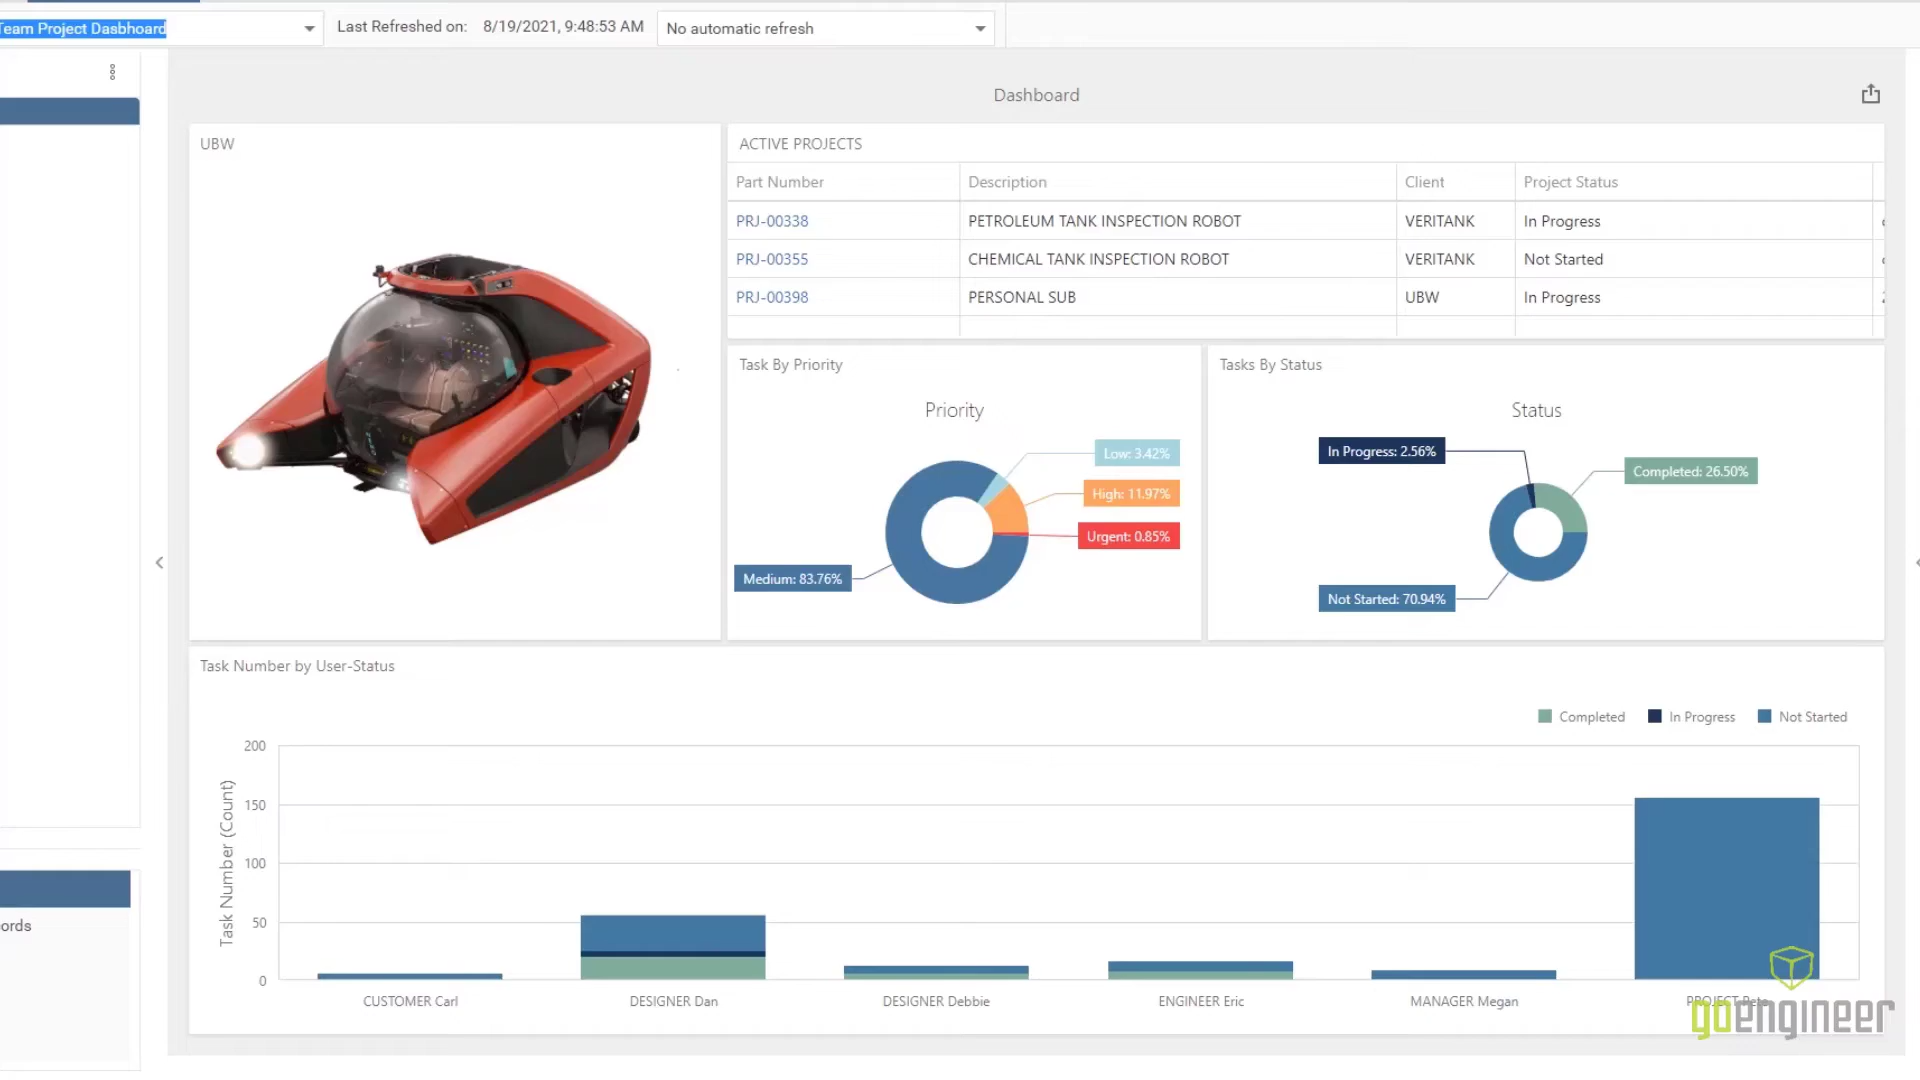 Team Project Dasbhoard
Last Refreshed on: 8/19/2021, 9:48:53 AM
No automatic refresh
Dashboard
UBW
ACTIVE PROJECTS
Part Number Description Client Project Status
PRJ-00338 PETROLEUM TANK INSPECTION ROBOT VERITANK In Progress
PRJ-00355 CHEMICAL TANK INSPECTION ROBOT VERITANK Not Started
PRJ-00398 PERSONAL SUB UBW In Progress
Task By Priority
Priority
Low: 3.42%
High: 11.97%
Urgent: 0.85%
Medium: 83.76%
Tasks By Status
Status
In Progress: 2.56%
Completed: 26.50%
Not Started: 70.94%
Task Number by User-Status
Completed In Progress Not Started
Task Number (Count)
200
150
100
50
0
CUSTOMER Carl DESIGNER Dan DESIGNER Debbie ENGINEER Eric MANAGER Megan PROJECT Pete
ords
goengineer